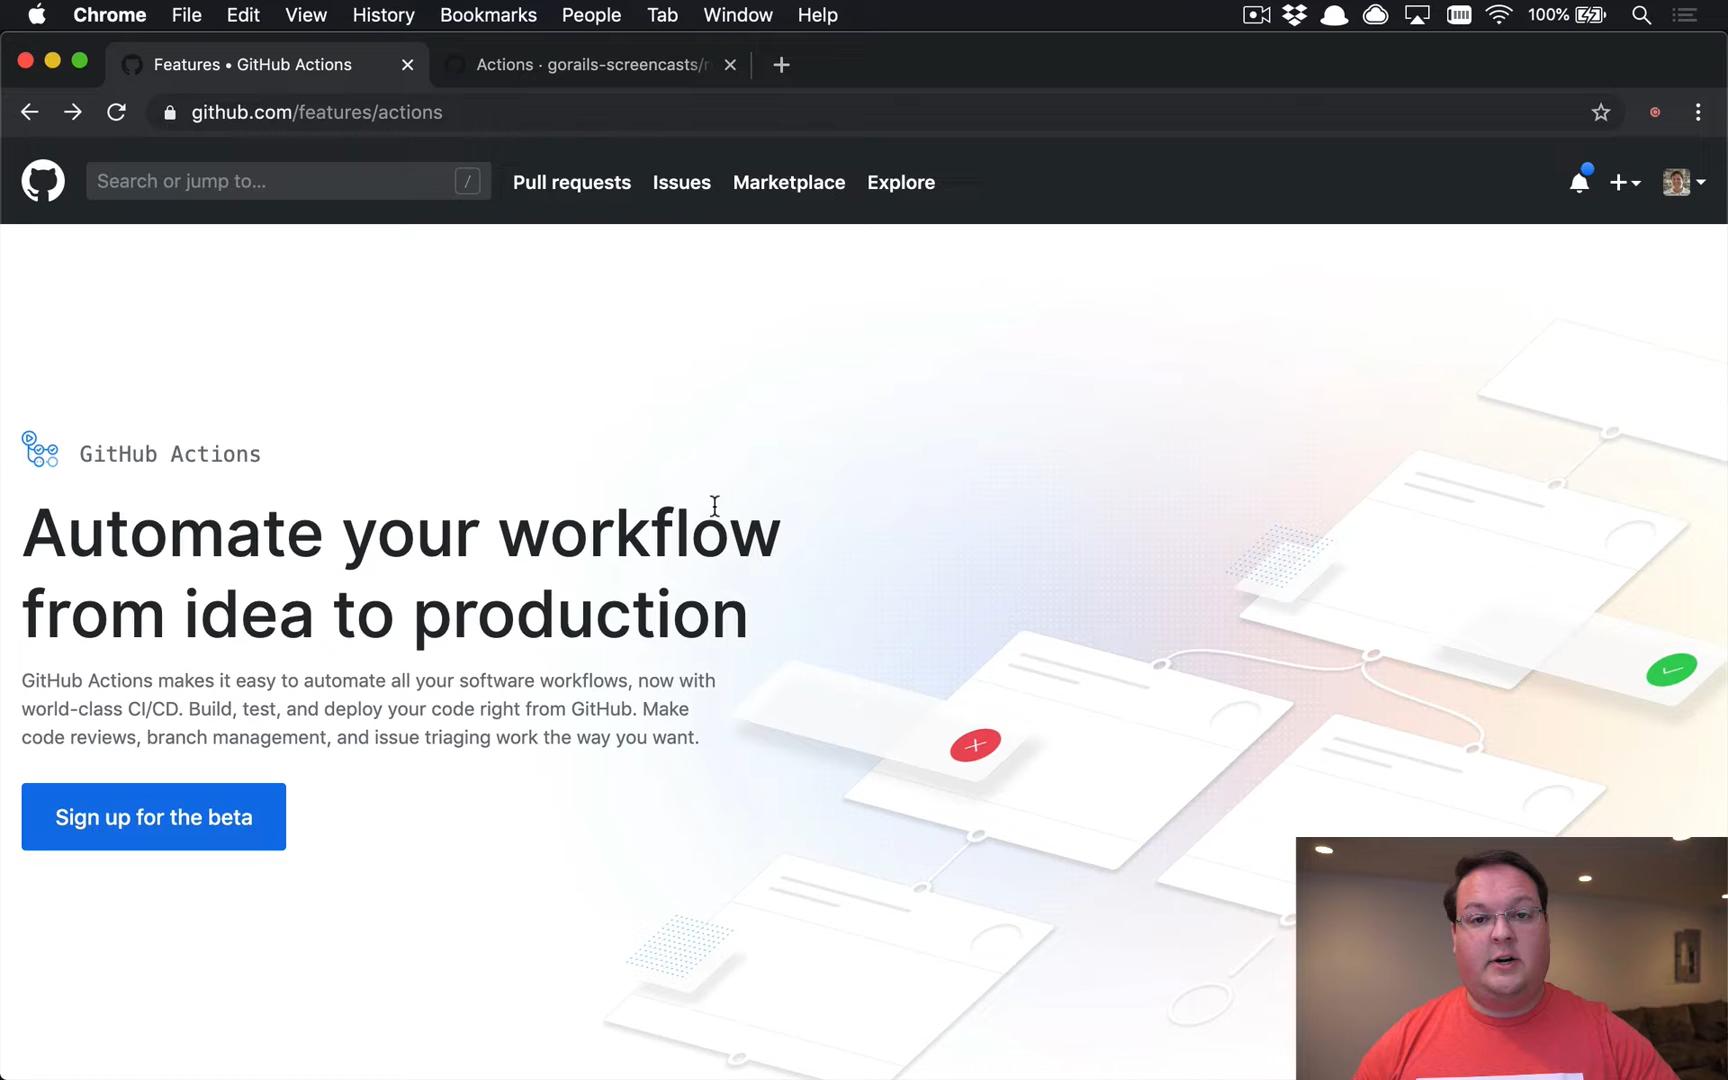 Chrome File Edit View History Bookmarks People Tab Window Help 100%
Features • GitHub Actions
Actions · gorails-screencasts/r
github.com/features/actions
Search or jump to... /
Pull requests Issues Marketplace Explore
GitHub Actions
Automate your workflow
from idea to production
GitHub Actions makes it easy to automate all your software workflows, now with
world-class CI/CD. Build, test, and deploy your code right from GitHub. Make
code reviews, branch management, and issue triaging work the way you want.
Sign up for the beta